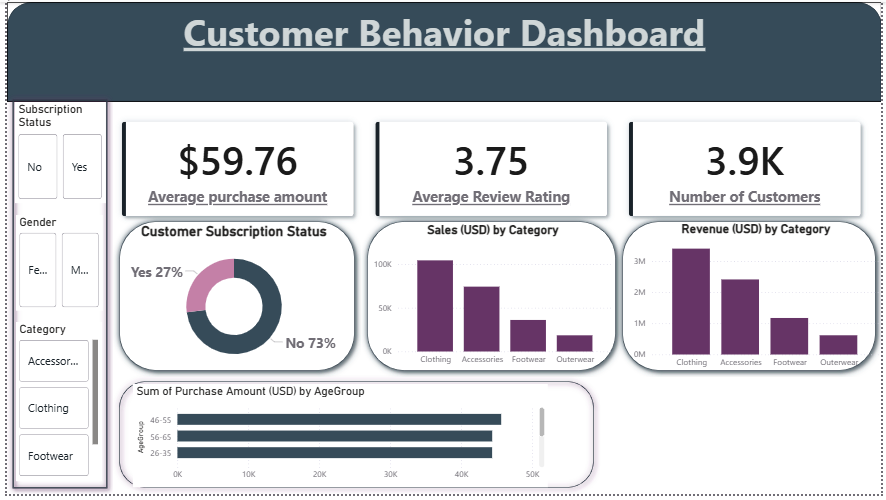 Customer Behavior Dashboard
Subscription
Status
No
Yes
Gender
Fe...
M...
Category
Accessor...
Clothing
Footwear
$59.76
Average purchase amount
3.75
Average Review Rating
3.9K
Number of Customers
Customer Subscription Status
Yes 27%
No 73%
Sales (USD) by Category
100K
50K
0K
Clothing
Accessories
Footwear
Outerwear
Revenue (USD) by Category
3M
2M
1M
0M
Clothing
Accessories
Footwear
Outerwear
Sum of Purchase Amount (USD) by AgeGroup
AgeGroup
46-55
56-65
26-35
0K
10K
20K
30K
40K
50K